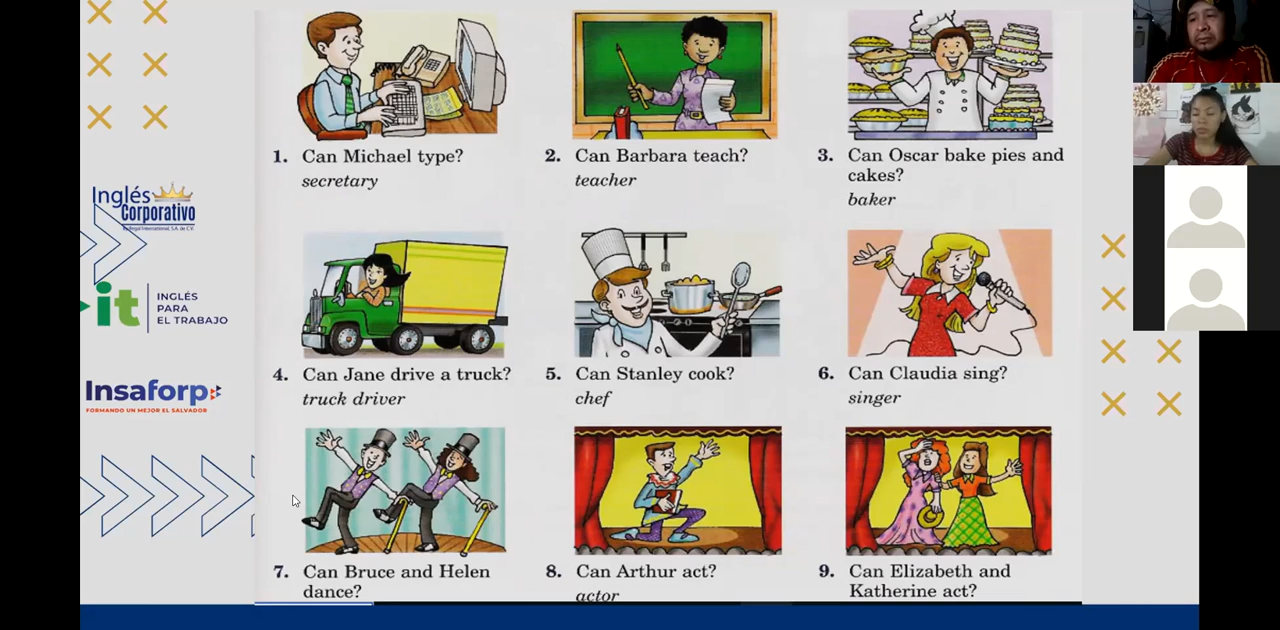 1. Can Michael type?
secretary
2. Can Barbara teach?
teacher
3. Can Oscar bake pies and
cakes?
baker
Inglés
Corporativo
it INGLÉS
PARA
EL TRABAJO
Insaforp
FORMANDO UN MEJOR EL SALVADOR
4. Can Jane drive a truck?
truck driver
5. Can Stanley cook?
chef
6. Can Claudia sing?
singer
7. Can Bruce and Helen
dance?
8. Can Arthur act?
actor
9. Can Elizabeth and
Katherine act?